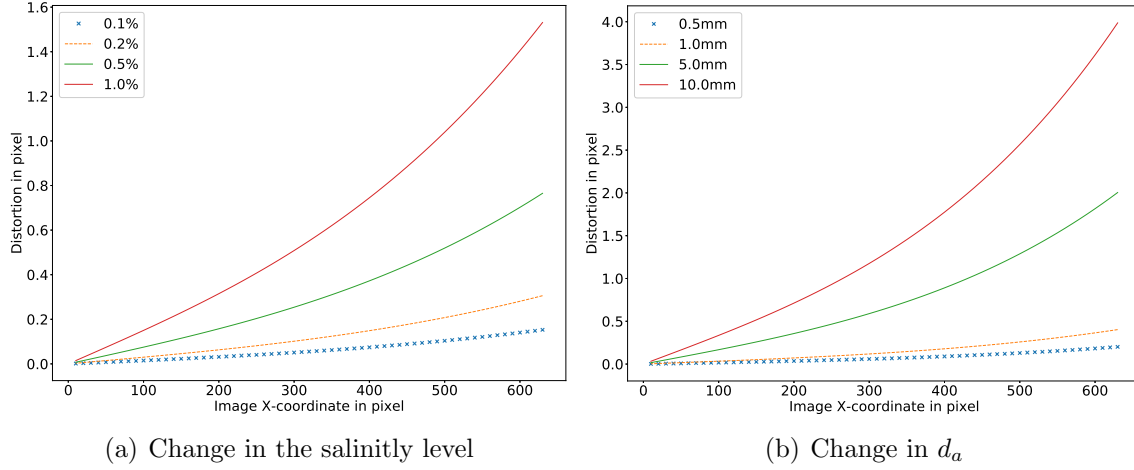 1.6
1.4
1.2
1.0
0.8
0.6
0.4
0.2
0.0
Distortion in pixel
0.1%
0.2%
0.5%
1.0%
0 100 200 300 400 500 600
Image X-coordinate in pixel
(a) Change in the salinitly level
4.0
3.5
3.0
2.5
2.0
1.5
1.0
0.5
0.0
Distortion in pixel
0.5mm
1.0mm
5.0mm
10.0mm
0 100 200 300 400 500 600
Image X-coordinate in pixel
(b) Change in d_a